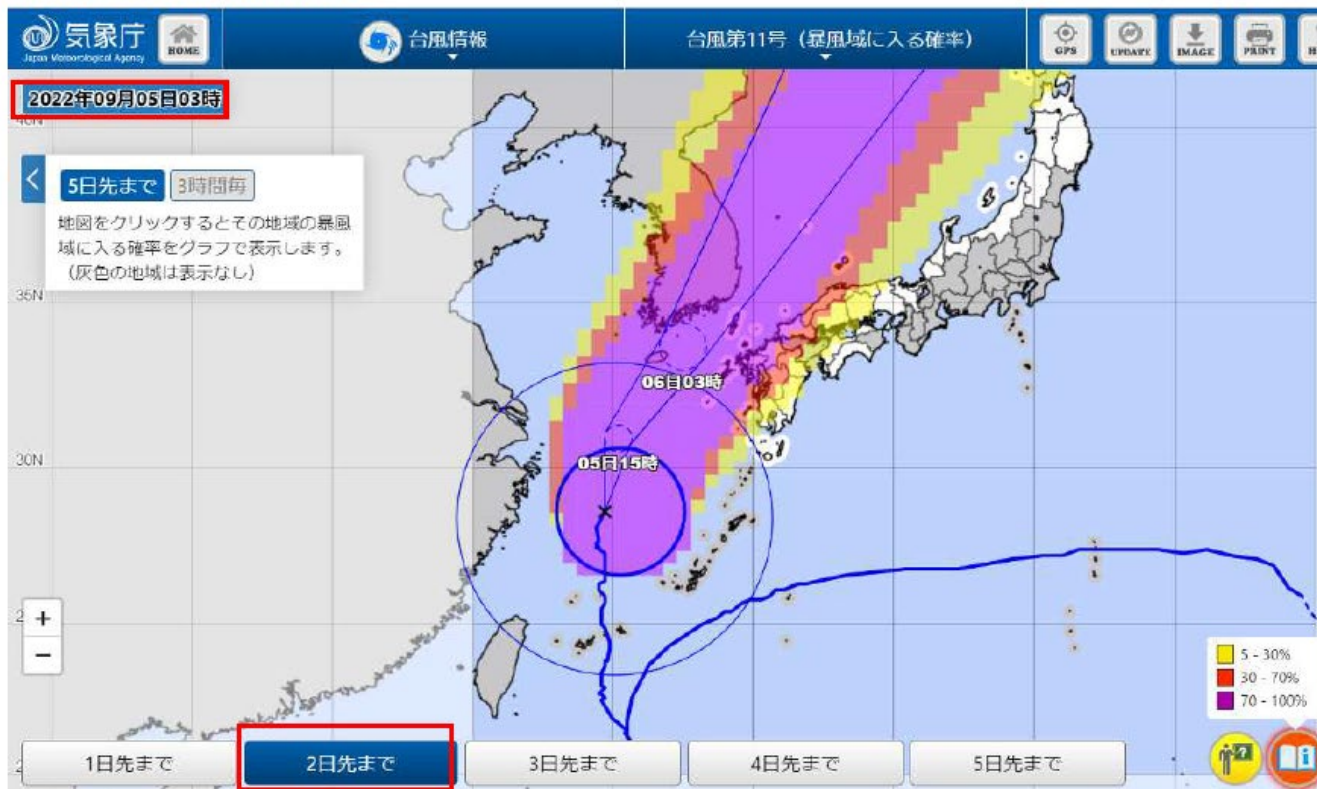 気象庁
Japan Meteorological Agency
HOME
台風情報
台風第11号（暴風域に入る確率）
GPS
UPDATE
IMAGE
PRINT
2022年09月05日03時
40N
5日先まで
3時間毎
地図をクリックするとその地域の暴風
域に入る確率をグラフで表示します。
（灰色の地域は表示なし）
35N
06日03時
30N
05日15時
+
−
5 - 30%
30 - 70%
70 - 100%
1日先まで
2日先まで
3日先まで
4日先まで
5日先まで